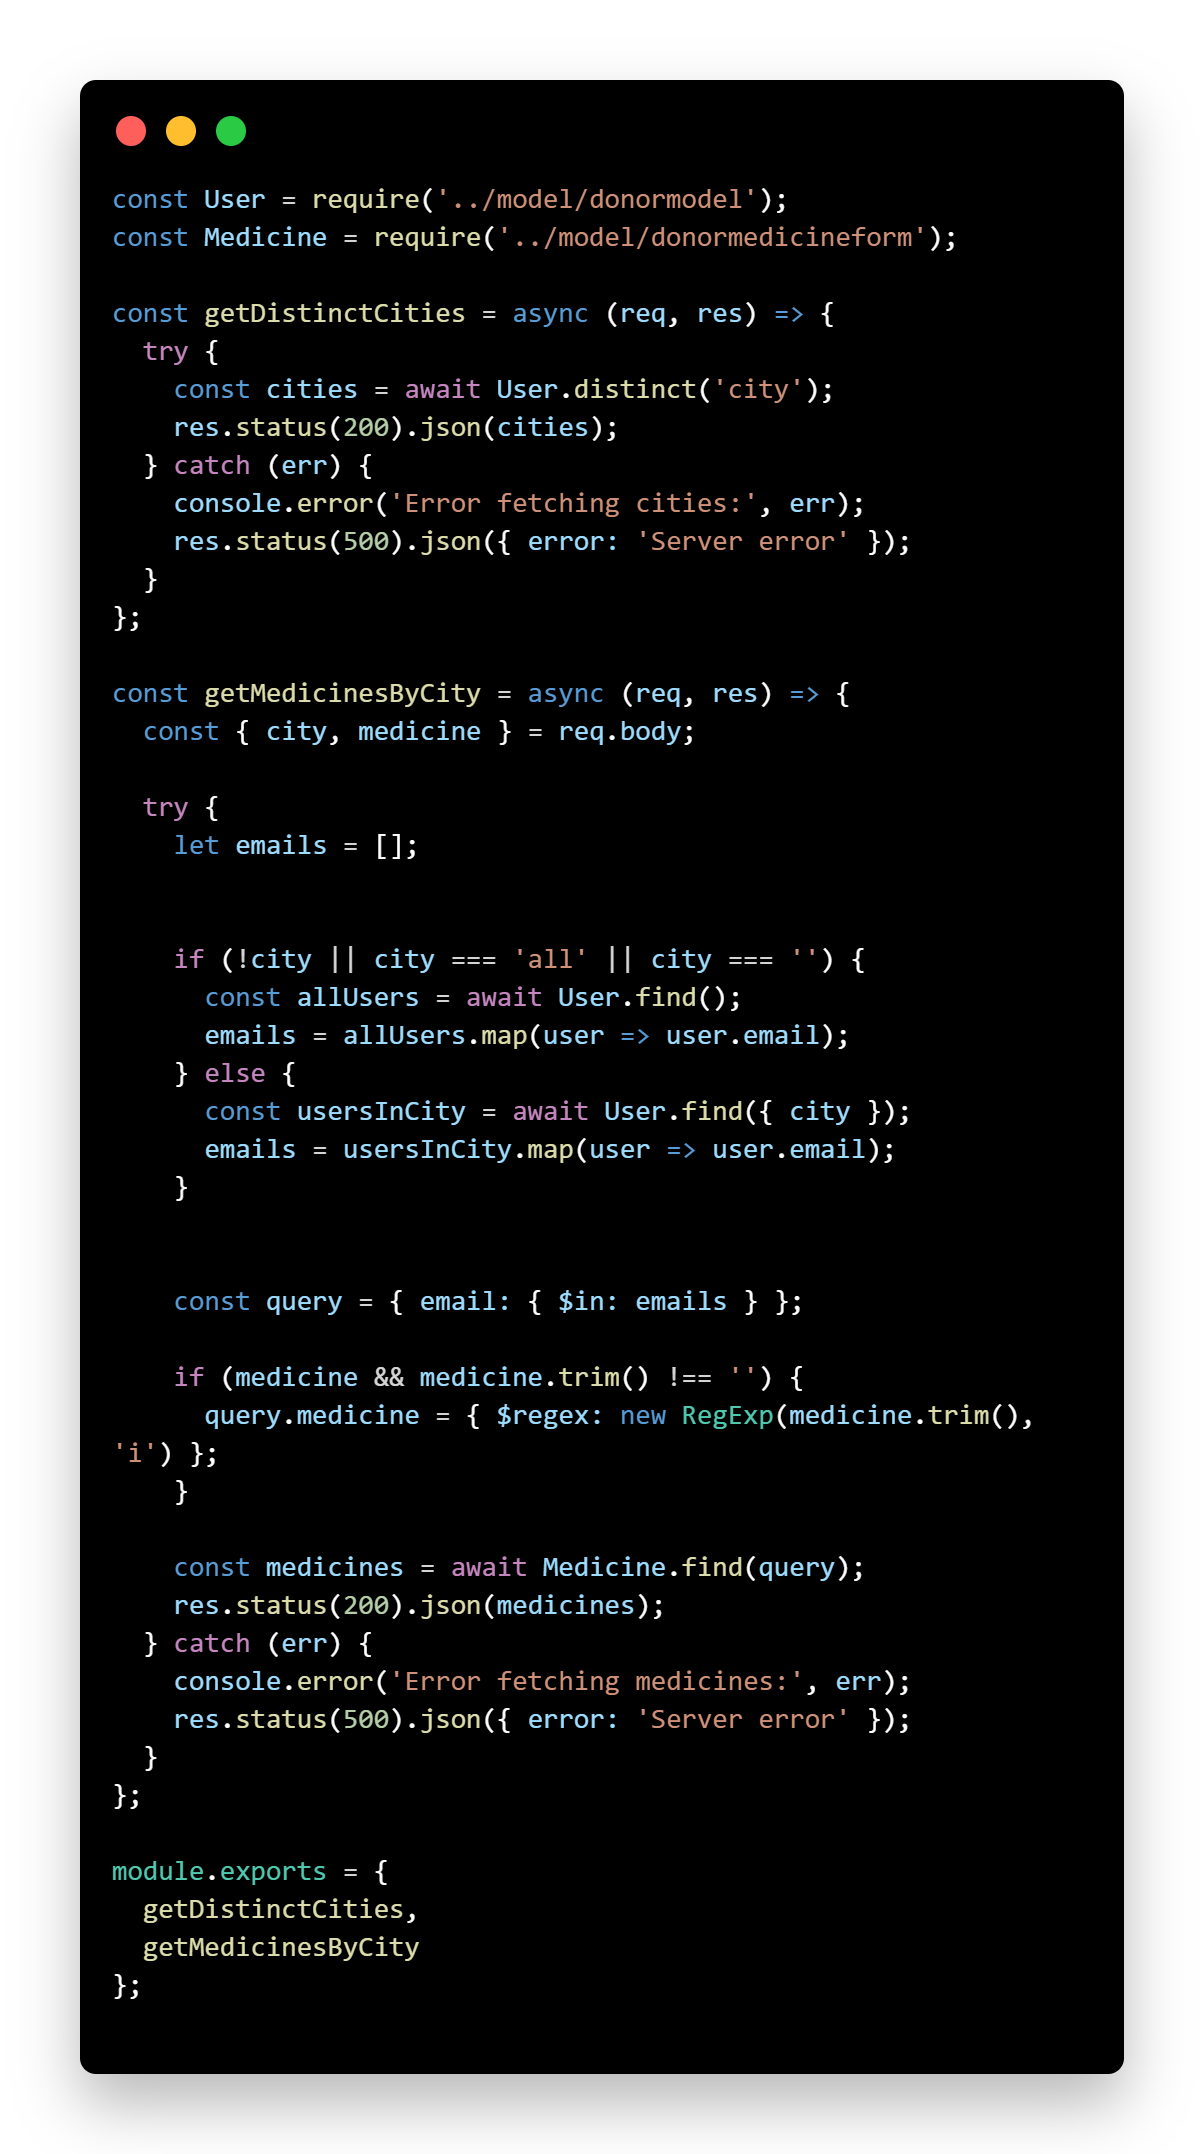 const User = require('../model/donormodel');
const Medicine = require('../model/donormedicineform');

const getDistinctCities = async (req, res) => {
  try {
    const cities = await User.distinct('city');
    res.status(200).json(cities);
  } catch (err) {
    console.error('Error fetching cities:', err);
    res.status(500).json({ error: 'Server error' });
  }
};

const getMedicinesByCity = async (req, res) => {
  const { city, medicine } = req.body;

  try {
    let emails = [];


    if (!city || city === 'all' || city === '') {
      const allUsers = await User.find();
      emails = allUsers.map(user => user.email);
    } else {
      const usersInCity = await User.find({ city });
      emails = usersInCity.map(user => user.email);
    }


    const query = { email: { $in: emails } };

    if (medicine && medicine.trim() !== '') {
      query.medicine = { $regex: new RegExp(medicine.trim(),
'i') };
    }

    const medicines = await Medicine.find(query);
    res.status(200).json(medicines);
  } catch (err) {
    console.error('Error fetching medicines:', err);
    res.status(500).json({ error: 'Server error' });
  }
};

module.exports = {
  getDistinctCities,
  getMedicinesByCity
};